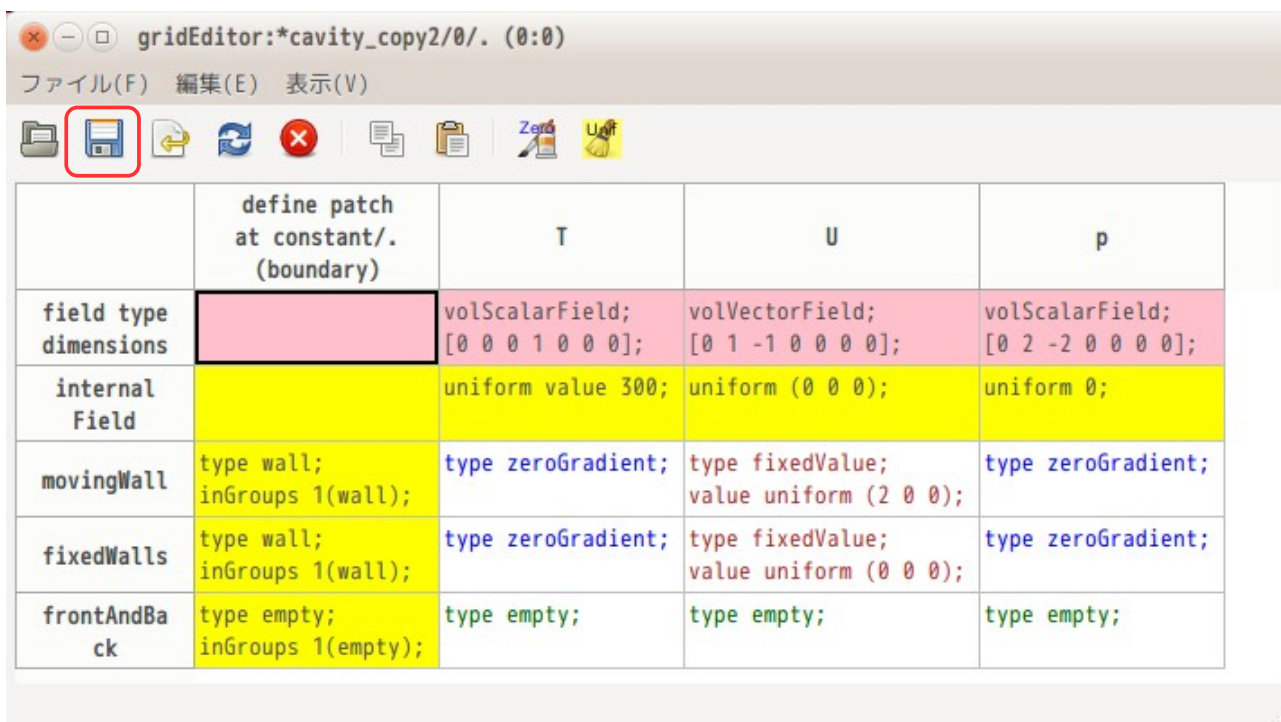 gridEditor:*cavity_copy2/0/. (0:0)
ファイル(F) 編集(E) 表示(V)
Zero Unif
define patch
at constant/.
(boundary)
T
U
p
field type
dimensions
volScalarField;
[0 0 0 1 0 0 0];
volVectorField;
[0 1 -1 0 0 0 0];
volScalarField;
[0 2 -2 0 0 0 0];
internal
Field
uniform value 300;
uniform (0 0 0);
uniform 0;
movingWall
type wall;
inGroups 1(wall);
type zeroGradient;
type fixedValue;
value uniform (2 0 0);
type zeroGradient;
fixedWalls
type wall;
inGroups 1(wall);
type zeroGradient;
type fixedValue;
value uniform (0 0 0);
type zeroGradient;
frontAndBa
ck
type empty;
inGroups 1(empty);
type empty;
type empty;
type empty;